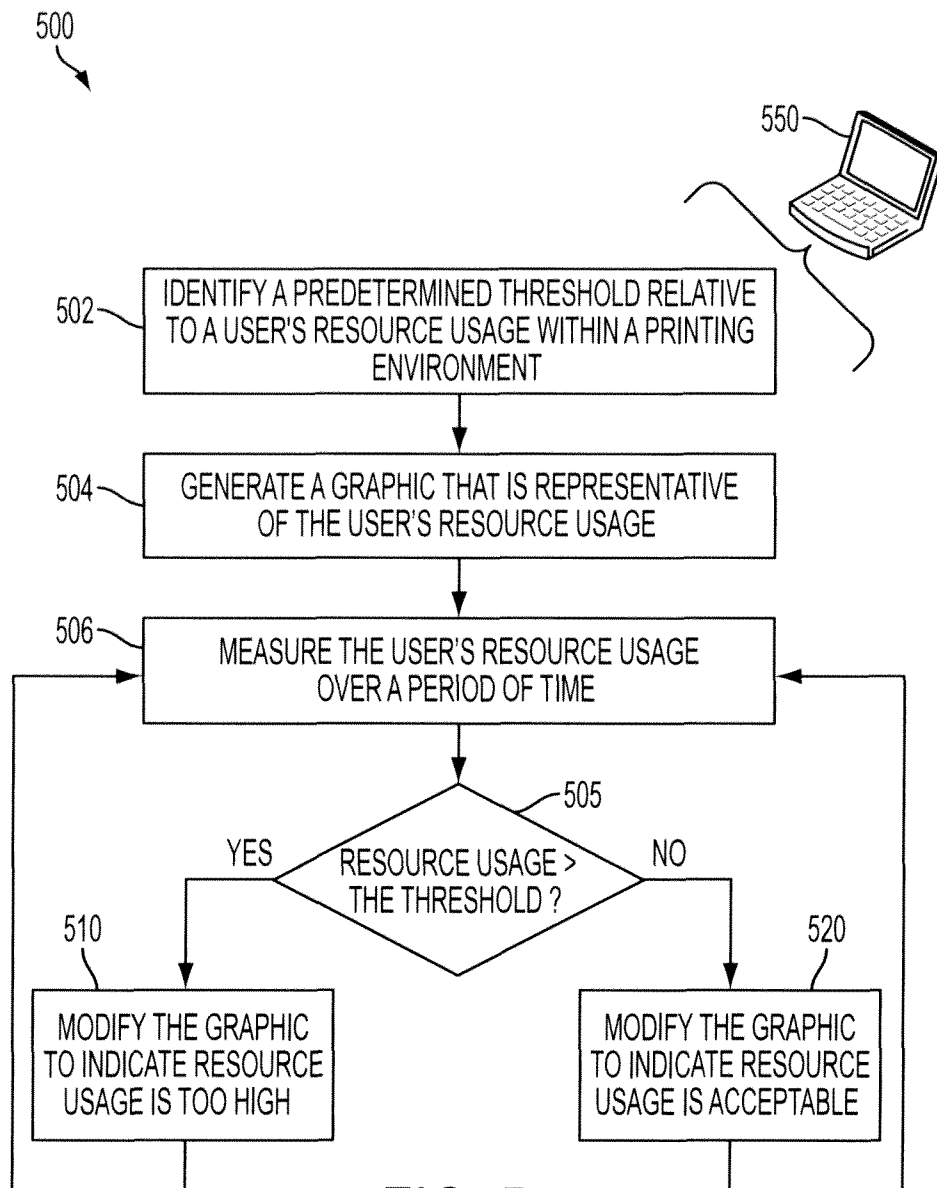 500
550
502
IDENTIFY A PREDETERMINED THRESHOLD RELATIVE
TO A USER'S RESOURCE USAGE WITHIN A PRINTING
ENVIRONMENT
504
GENERATE A GRAPHIC THAT IS REPRESENTATIVE
OF THE USER'S RESOURCE USAGE
506
MEASURE THE USER'S RESOURCE USAGE
OVER A PERIOD OF TIME
505
YES
RESOURCE USAGE >
THE THRESHOLD ?
NO
510
MODIFY THE GRAPHIC
TO INDICATE RESOURCE
USAGE IS TOO HIGH
520
MODIFY THE GRAPHIC
TO INDICATE RESOURCE
USAGE IS ACCEPTABLE